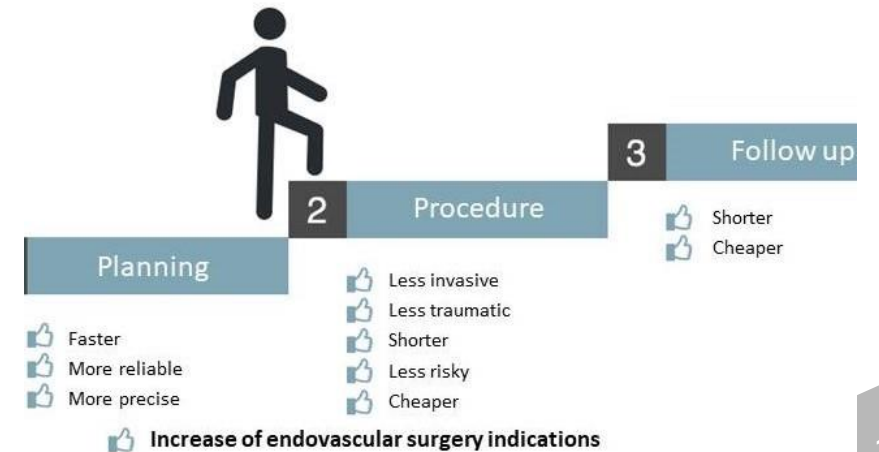 Planning
Faster
More reliable
More precise
2
Procedure
Less invasive
Less traumatic
Shorter
Less risky
Cheaper
3
Follow up
Shorter
Cheaper
Increase of endovascular surgery indications